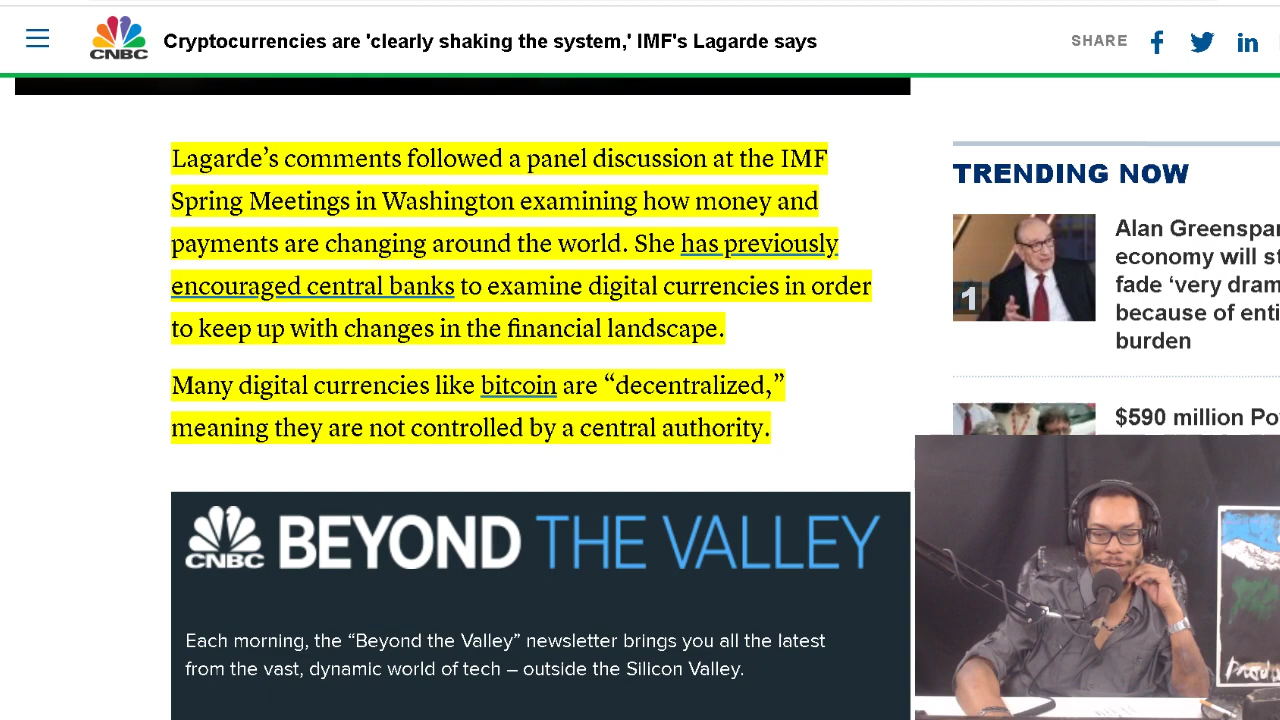 CNBC
Cryptocurrencies are 'clearly shaking the system,' IMF's Lagarde says
SHARE
Lagarde’s comments followed a panel discussion at the IMF
Spring Meetings in Washington examining how money and
payments are changing around the world. She has previously
encouraged central banks to examine digital currencies in order
to keep up with changes in the financial landscape.
Many digital currencies like bitcoin are “decentralized,”
meaning they are not controlled by a central authority.
CNBC
BEYOND THE VALLEY
Each morning, the “Beyond the Valley” newsletter brings you all the latest
from the vast, dynamic world of tech – outside the Silicon Valley.
TRENDING NOW
1
Alan
economy will
fade ‘very
because of
burden
$590 million